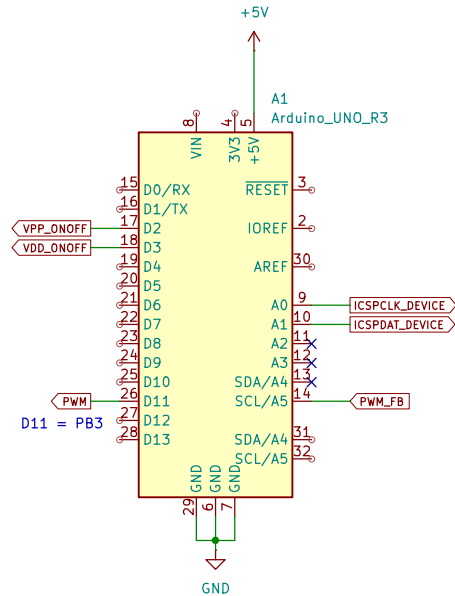 +5V
A1
Arduino_UNO_R3
8
4
5
VIN
3V3
+5V
15
D0/RX
RESET
3
16
D1/TX
VPP_ONOFF
17
D2
IOREF
2
VDD_ONOFF
18
D3
19
D4
AREF
30
20
D5
21
D6
A0
9
ICSPCLK_DEVICE
22
D7
A1
10
ICSPDAT_DEVICE
23
D8
A2
11
24
D9
A3
12
25
D10
SDA/A4
13
PWM
26
D11
SCL/A5
14
PWM_FB
D11 = PB3
27
D12
28
D13
SDA/A4
31
SCL/A5
32
GND
GND
GND
29
6
7
GND